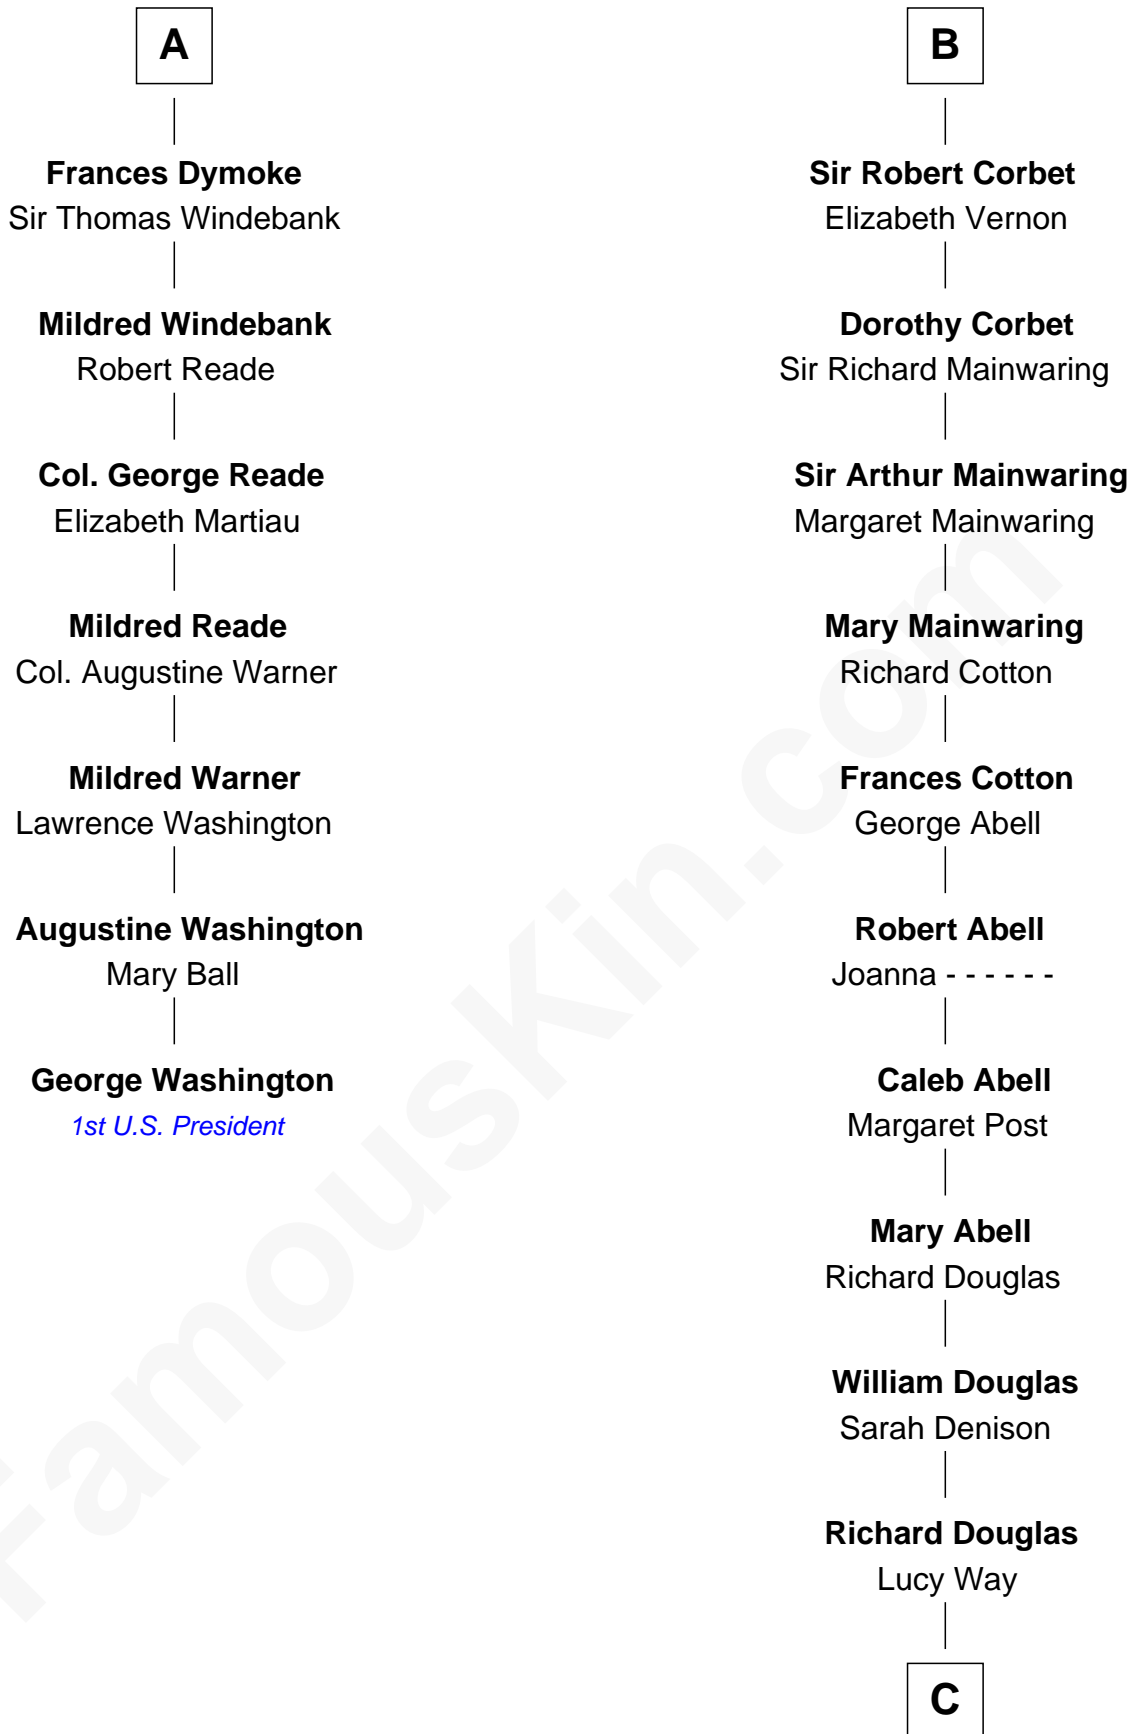 A
Frances Dymoke
Sir Thomas Windebank
Mildred Windebank
Robert Reade
Col. George Reade
Elizabeth Martiau
Mildred Reade
Col. Augustine Warner
Mildred Warner
Lawrence Washington
Augustine Washington
Mary Ball
George Washington
1st U.S. President
B
Sir Robert Corbet
Elizabeth Vernon
Dorothy Corbet
Sir Richard Mainwaring
Sir Arthur Mainwaring
Margaret Mainwaring
Mary Mainwaring
Richard Cotton
Frances Cotton
George Abell
Robert Abell
Joanna - - - - - -
Caleb Abell
Margaret Post
Mary Abell
Richard Douglas
William Douglas
Sarah Denison
Richard Douglas
Lucy Way
C
FamousKin.com